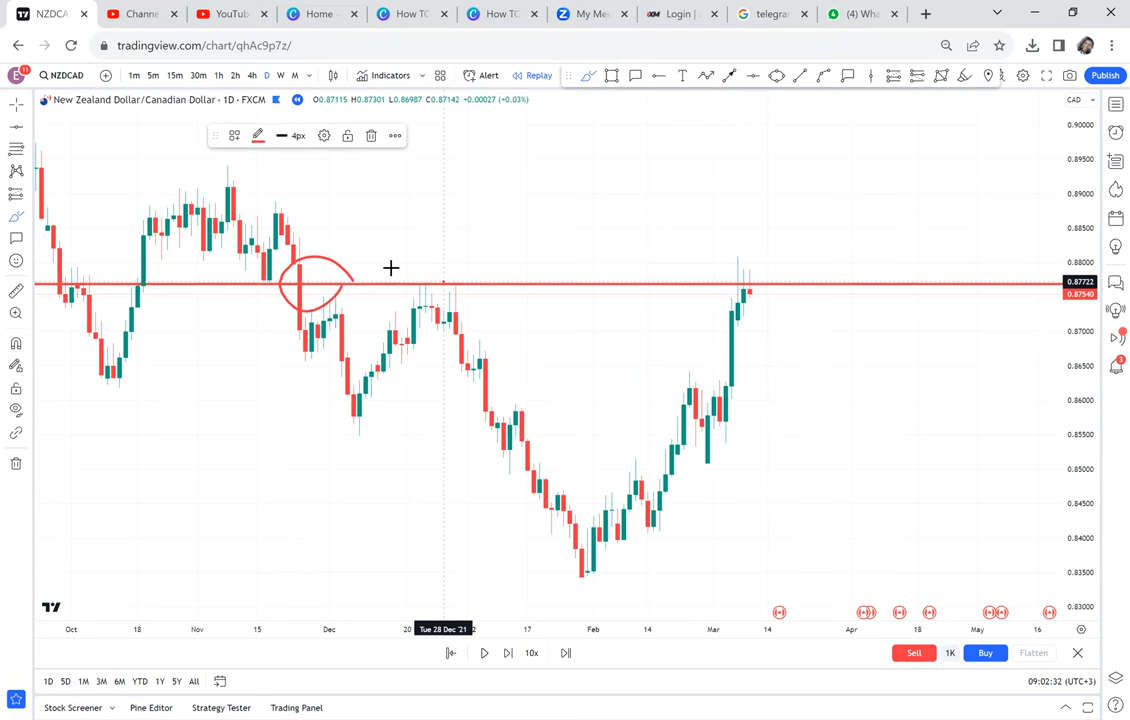 NZDCAD
Channe
YouTub
Home –
How TO
How TO
My Me
Login |
telegrar
(4) Wha
tradingview.com/chart/qhAc9p7z/
E
11
NZDCAD
1m 5m 15m 30m 1h 2h 4h D W M
Indicators
Alert
Replay
Publish
New Zealand Dollar/Canadian Dollar · 1D · FXCM
O0.87115 H0.87301 L0.86987 C0.87142 +0.00027 (+0.03%)
CAD
4px
0.90000
0.89500
0.89000
0.88500
0.88000
0.87722
0.87540
0.87000
0.86500
0.86000
0.85500
0.85000
0.84500
0.84000
0.83500
0.83000
3
Oct 18 Nov 15 Dec 20 Tue 28 Dec '21 2 17 Feb 14 Mar 14 Apr 18 May 16
10x
Sell 1K Buy Flatten
1D 5D 1M 3M 6M YTD 1Y 5Y All
09:02:32 (UTC+3)
Stock Screener Pine Editor Strategy Tester Trading Panel